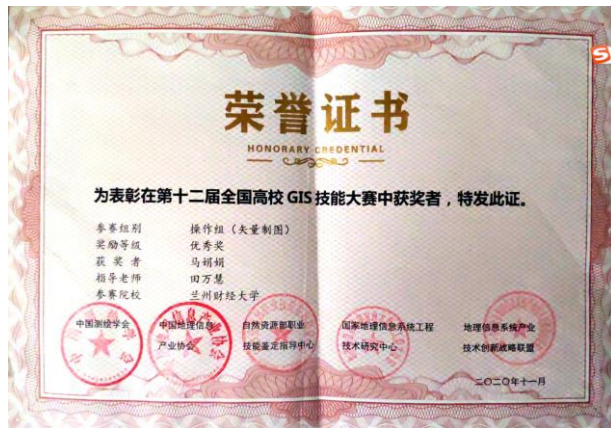 荣誉证书
HONORARY CREDENTIAL
为表彰在第十二届全国高校 GIS 技能大赛中获奖者，特发此证。
参赛组别 操作组（矢量制图）
奖励等级 优秀奖
获奖者 马娟娟
指导老师 田万慧
参赛院校 兰州财经大学
中国测绘学会 中国地理信息 自然资源部职业 国家地理信息系统工程 地理信息系统产业
产业协会 技能鉴定指导中心 技术研究中心 技术创新战略联盟
二〇二〇年十一月
S